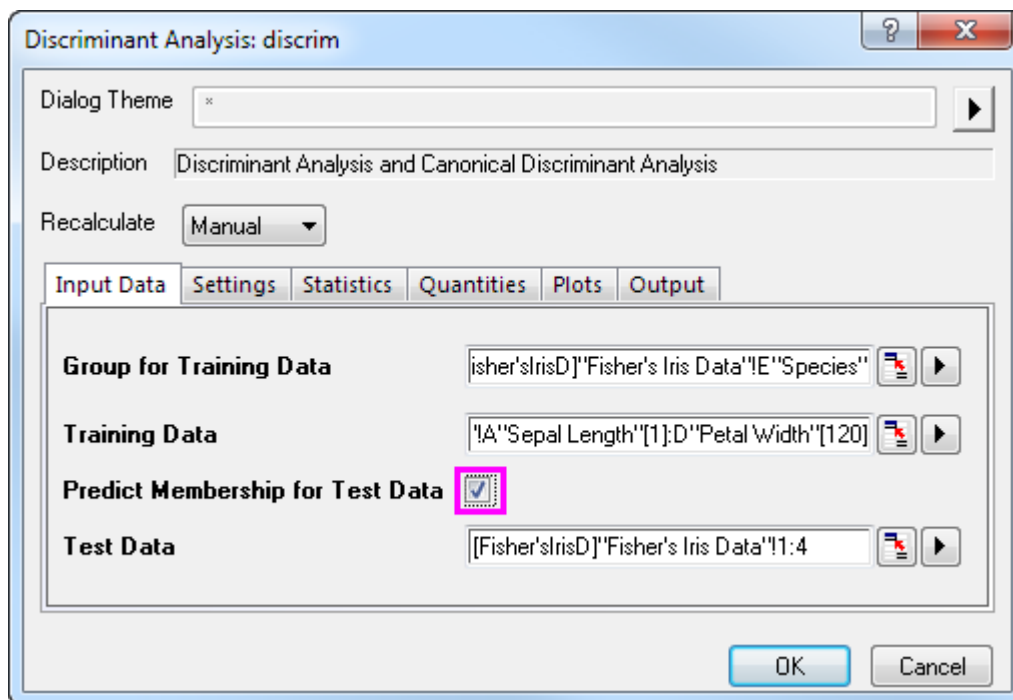 Discriminant Analysis: discrim
?
x
Dialog Theme *
Description Discriminant Analysis and Canonical Discriminant Analysis
Recalculate Manual
Input Data Settings Statistics Quantities Plots Output
Group for Training Data isher'sIrisD]"Fisher's Iris Data"!E"Species"
Training Data "!A"Sepal Length"[1]:D"Petal Width"[120]
Predict Membership for Test Data
Test Data [Fisher'sIrisD]"Fisher's Iris Data"!1:4
OK Cancel